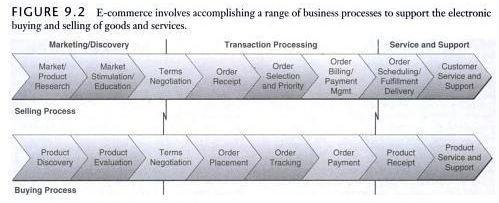 FIGURE 9.2 E-commerce involves accomplishing a range of business processes to support the electronic
buying and selling of goods and services.
Marketing/Discovery
Transaction Processing
Service and Support
Market/
Product
Research
Market
Stimulation/
Education
Terms
Negotiation
Order
Receipt
Order
Selection
and Priority
Order
Billing/
Payment
Mgmt
Order
Scheduling/
Fulfillment
Delivery
Customer
Service and
Support
Selling Process
Product
Discovery
Product
Evaluation
Terms
Negotiation
Order
Placement
Order
Tracking
Order
Payment
Product
Receipt
Product
Service and
Support
Buying Process